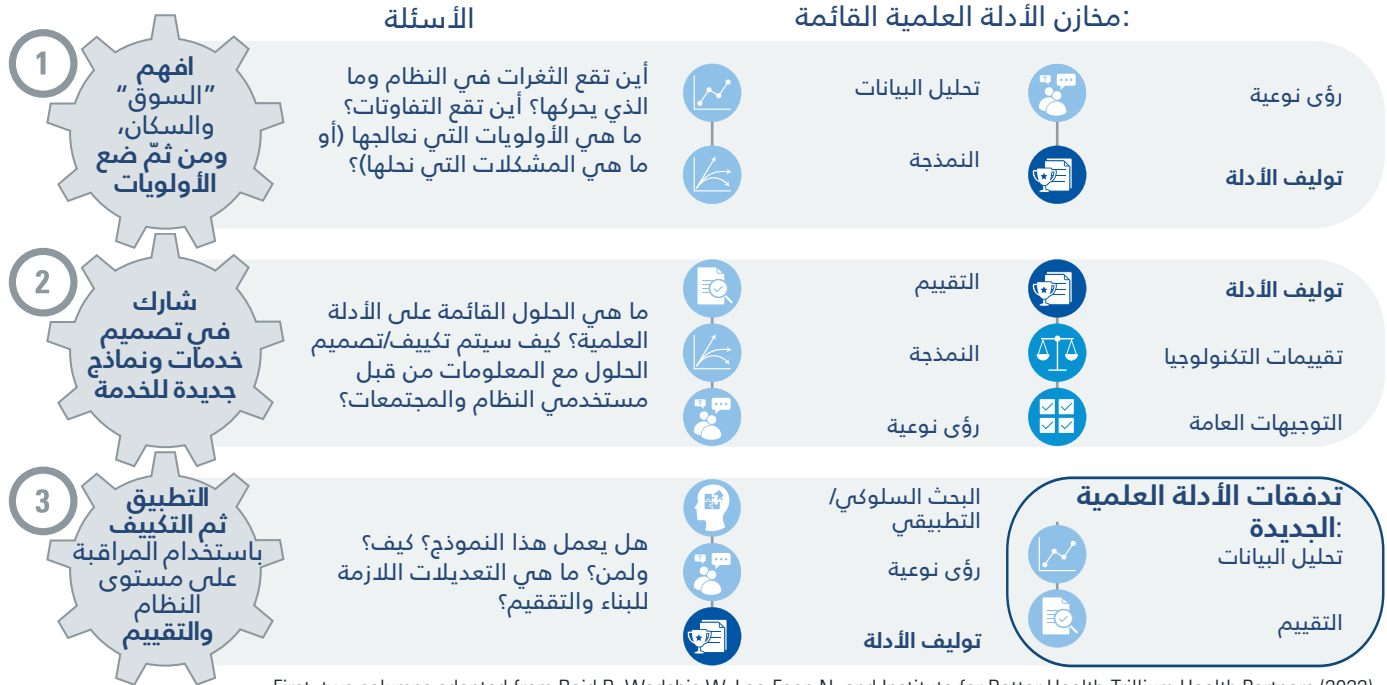 الأسئلة
مخازن الأدلة العلمية القائمة:
1
افهم
”السوق“
والسكان،
ومن ثمّ ضع
الأولويات
أين تقع الثغرات في النظام وما
الذي يحركها؟ أين تقع التفاوتات؟
ما هي الأولويات التي نعالجها (أو
ما هي المشكلات التي نحلها)؟
تحليل البيانات
النمذجة
رؤى نوعية
توليف الأدلة
2
شارك
في تصميم
خدمات ونماذج
جديدة للخدمة
ما هي الحلول القائمة على الأدلة
العلمية؟ كيف سيتم تكييف/تصميم
الحلول مع المعلومات من قبل
مستخدمي النظام والمجتمعات؟
التقييم
النمذجة
رؤى نوعية
توليف الأدلة
تقييمات التكنولوجيا
التوجيهات العامة
3
التطبيق
ثم التكييف
باستخدام المراقبة
على مستوى
النظام
والتقييم
هل يعمل هذا النموذج؟ كيف؟
ولمن؟ ما هي التعديلات اللازمة
للبناء والتققيم؟
البحث السلوكي/
التطبيقي
رؤى نوعية
توليف الأدلة
تدفقات الأدلة العلمية
الجديدة:
تحليل البيانات
التقييم